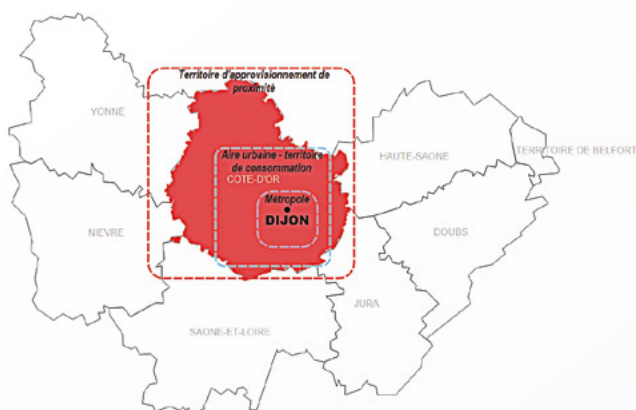 Territoire d'approvisionnement de
proximité
YONNE
Aire urbaine - territoire
de consommation
HAUTE-SAONE
TERRITOIRE DE BELFORT
COTE-D'OR
Métropole
DIJON
NIEVRE
DOUBS
JURA
SAONE-ET-LOIRE